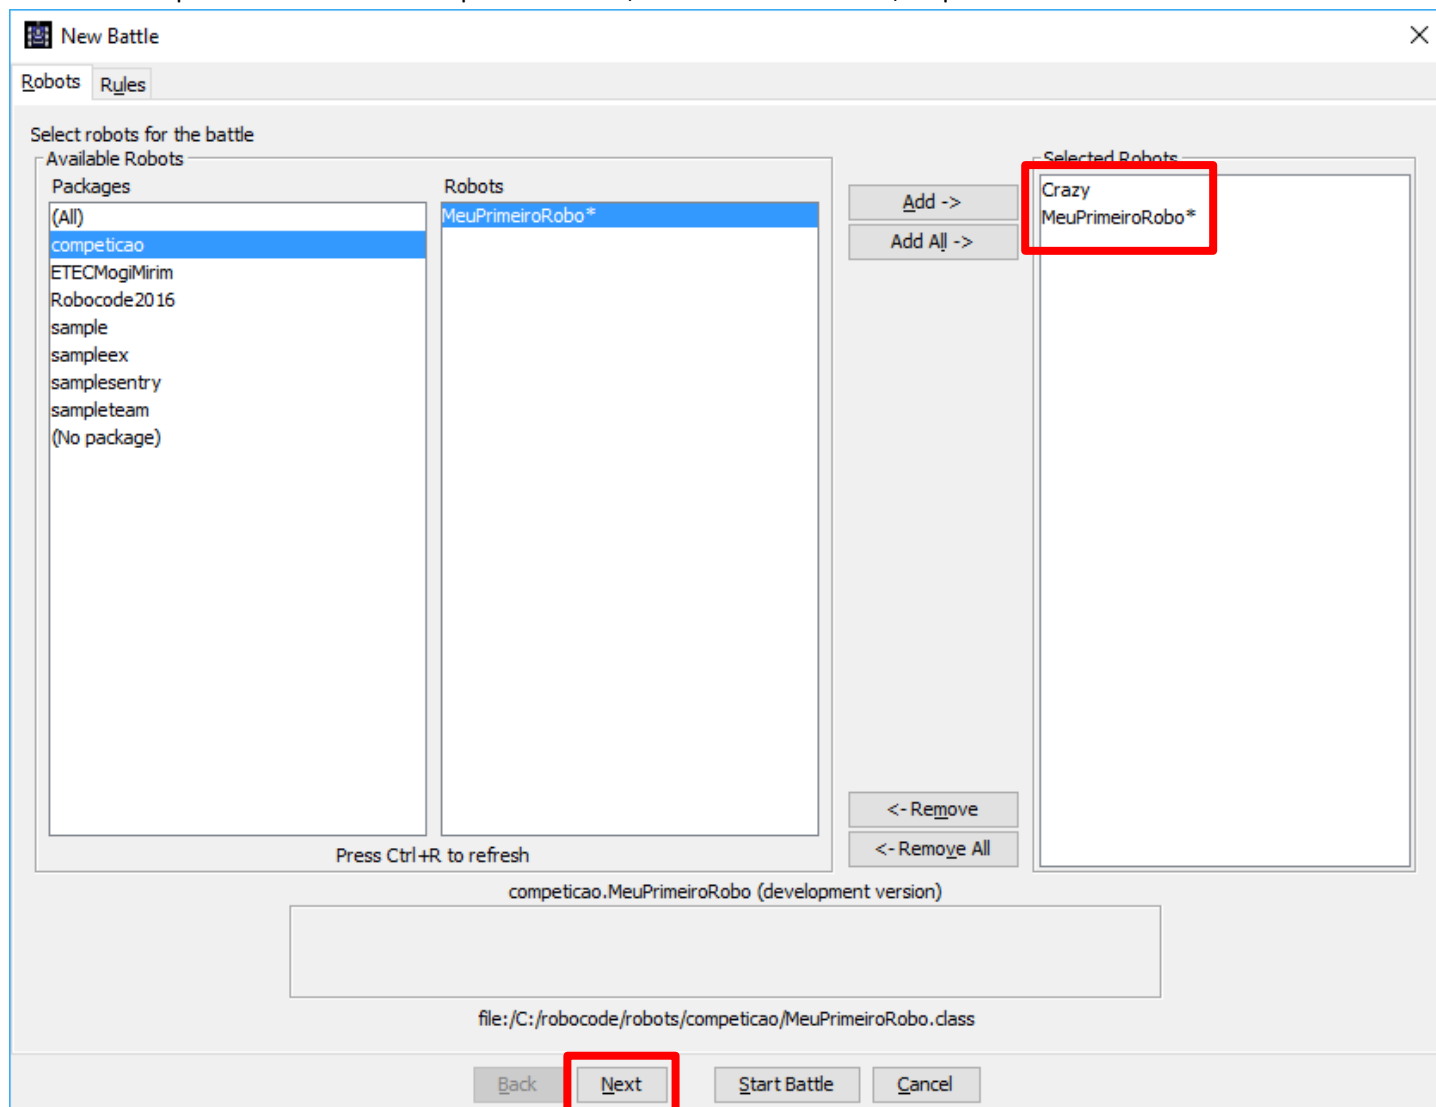 New Battle
Robots Rules
Select robots for the battle
Available Robots
Packages
(All)
competicao
ETECMogiMirim
Robocode2016
sample
sampleex
samplesentry
sampleteam
(No package)
Robots
MeuPrimeiroRobo*
Press Ctrl+R to refresh
Add ->
Add All ->
<- Remove
<- Remove All
Selected Robots
Crazy
MeuPrimeiroRobo*
competicao.MeuPrimeiroRobo (development version)
file:/C:/robocode/robots/competicao/MeuPrimeiroRobo.class
Back Next Start Battle Cancel